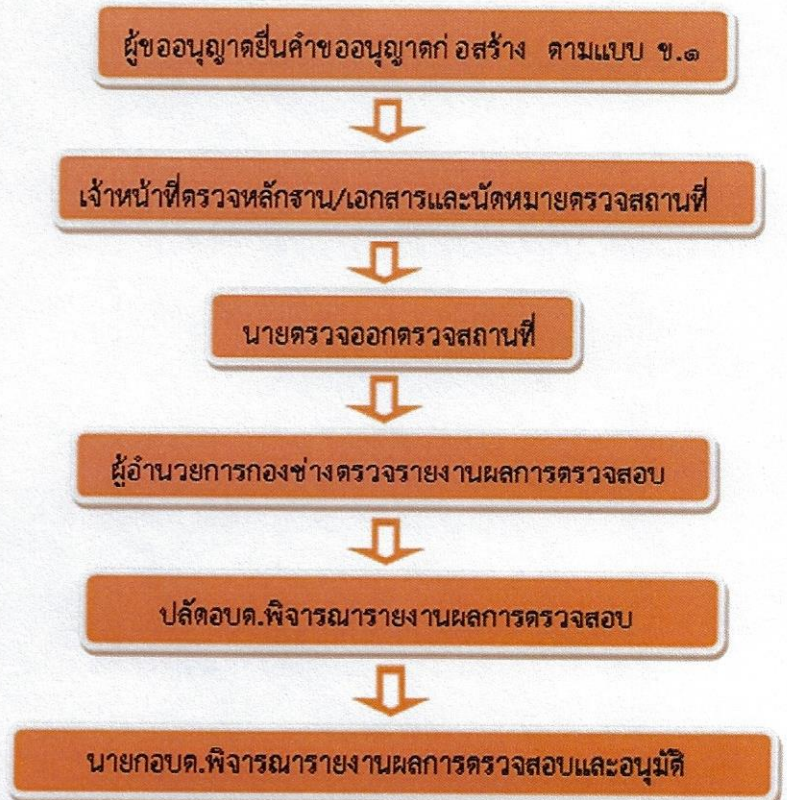 ผู้ขออนุญาตยื่นคำขออนุญาตก่อสร้าง ตามแบบ ข.๑
เจ้าหน้าที่ตรวจหลักฐาน/เอกสารและนัดหมายตรวจสถานที่
นายตรวจออกตรวจสถานที่
ผู้อำนวยการกองช่างตรวจรายงานผลการตรวจสอบ
ปลัดอบต.พิจารณารายงานผลการตรวจสอบ
นายกอบต.พิจารณารายงานผลการตรวจสอบและอนุมัติ